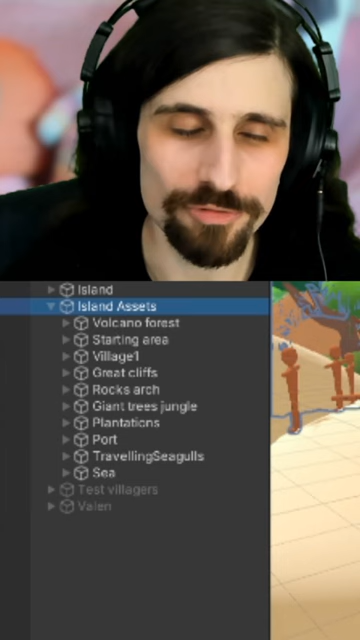 Island
Island Assets
Volcano forest
Starting area
Village1
Great cliffs
Rocks arch
Giant trees jungle
Plantations
Port
TravellingSeagulls
Sea
Test villagers
Valen